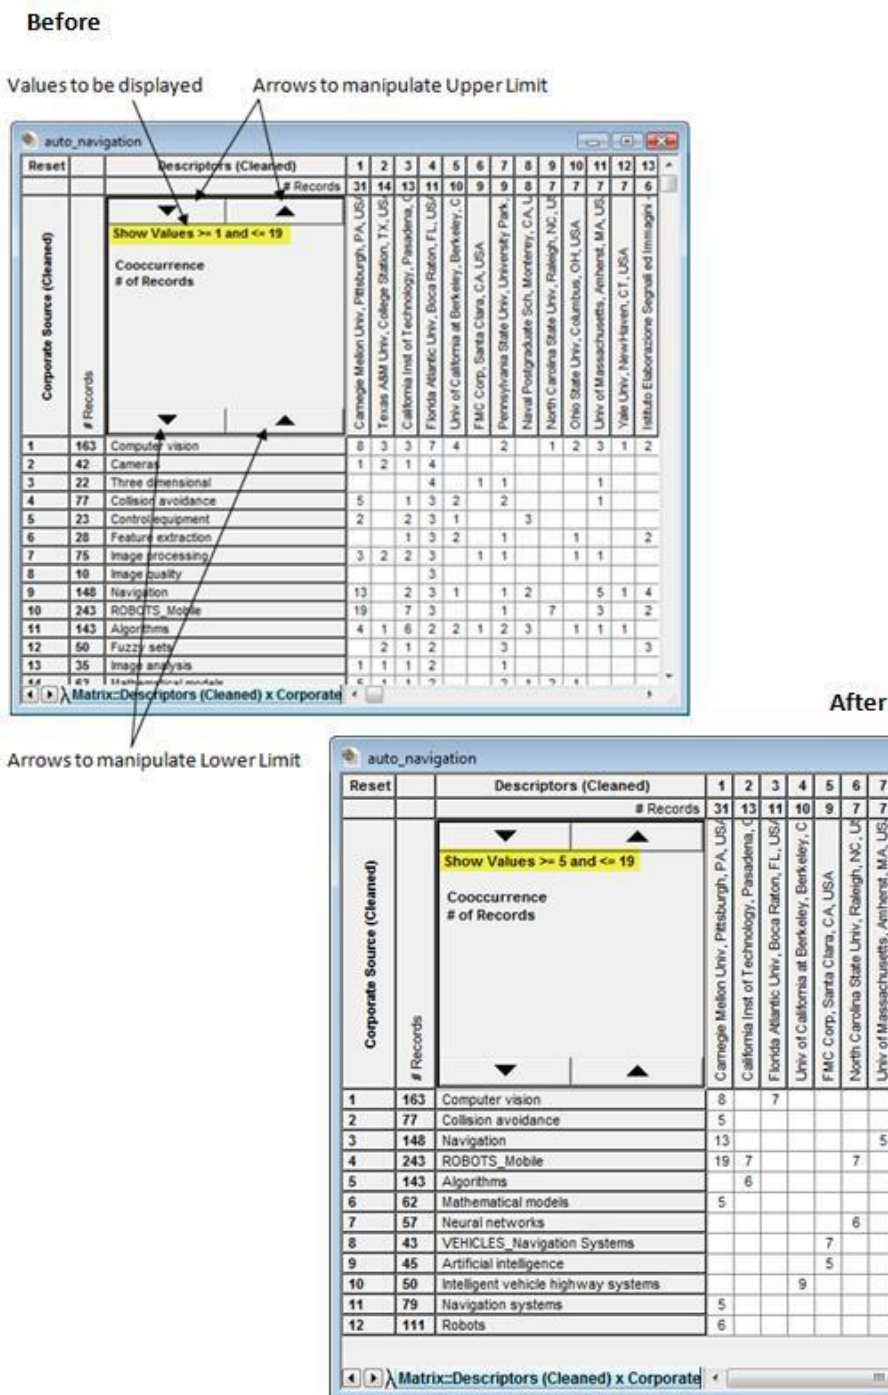 Before
Values to be displayed
Arrows to manipulate Upper Limit
auto_navigation
Reset Descriptors (Cleaned) 1 2 3 4 5 6 7 8 9 10 11 12 13
# Records 31 14 13 11 10 9 9 8 7 7 7 7 6
Show Values >= 1 and <= 19
Cooccurrence
# of Records
Corporate Source (Cleaned)
# Records
Carnegie Mellon Univ, Pittsburgh, PA, USA
Texas A&M Univ, College Station, TX, US
California Inst of Technology, Pasadena, C
Florida Atlantic Univ, Boca Raton, FL, USA
Univ of California at Berkeley, Berkeley, C
FMC Corp, Santa Clara, CA, USA
Pennsylvania State Univ, University Park,
Naval Postgraduate Sch, Monterey, CA, U
North Carolina State Univ, Raleigh, NC, US
Ohio State Univ, Columbus, OH, USA
Univ of Massachusetts, Amherst, MA, US
Yale Univ, New Haven, CT, USA
Istituto Elaborazione Segnali ed Immagini
1 163 Computer vision 8 3 3 7 4 2 1 2 3 1 2
2 42 Cameras 1 2 1 4
3 22 Three dimensional 4 1 1 1
4 77 Collision avoidance 5 1 3 2 2 1
5 23 Control equipment 2 2 3 1 3
6 28 Feature extraction 1 3 2 1 1 2
7 75 Image processing 3 2 2 3 1 1 1 1
8 10 Image quality 3
9 148 Navigation 13 2 3 1 1 2 5 1 4
10 243 ROBOTS_Mobile 19 7 3 1 7 3 2
11 143 Algorithms 4 1 6 2 2 1 2 3 1 1 1
12 50 Fuzzy sets 2 1 2 3 3
13 35 Image analysis 1 1 1 2 1
14 62 Mathematical models 5 1 1 2 2 1 2 1
Matrix::Descriptors (Cleaned) x Corporate
After
Arrows to manipulate Lower Limit
auto_navigation
Reset Descriptors (Cleaned) 1 2 3 4 5 6 7
# Records 31 13 11 10 9 7 7
Show Values >= 5 and <= 19
Cooccurrence
# of Records
Corporate Source (Cleaned)
# Records
Carnegie Mellon Univ, Pittsburgh, PA, USA
California Inst of Technology, Pasadena, C
Florida Atlantic Univ, Boca Raton, FL, USA
Univ of California at Berkeley, Berkeley, C
FMC Corp, Santa Clara, CA, USA
North Carolina State Univ, Raleigh, NC, US
Univ of Massachusetts, Amherst, MA, US
1 163 Computer vision 8 7
2 77 Collision avoidance 5
3 148 Navigation 13 5
4 243 ROBOTS_Mobile 19 7 7
5 143 Algorithms 6
6 62 Mathematical models 5
7 57 Neural networks 6
8 43 VEHICLES_Navigation Systems 7
9 45 Artificial intelligence 5
10 50 Intelligent vehicle highway systems 9
11 79 Navigation systems 5
12 111 Robots 6
Matrix::Descriptors (Cleaned) x Corporate